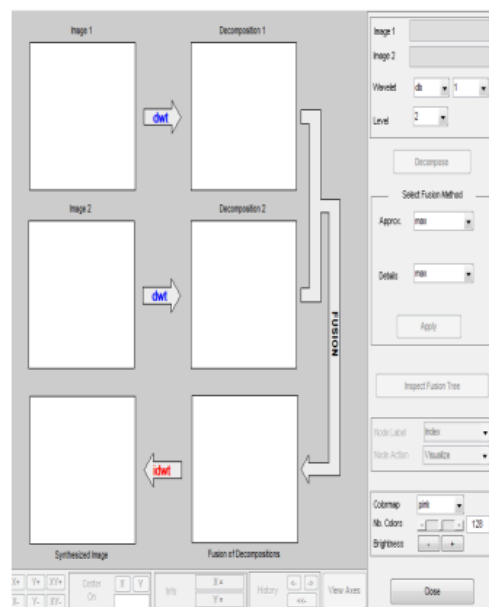 Image 1
Decomposition 1
dwt
Image 2
Decomposition 2
dwt
FUSION
idwt
Synthesized Image
Fusion of Decompositions
X+ Y+ XY+
X- Y- XY-
Center
On
X Y
Info
X =
Y =
History
<- ->
<<-
View Axes
Image 1
Image 2
Wavelet db 1
Level 2
Decompose
Select Fusion Method
Approx. max
Details max
Apply
Inspect Fusion Tree
Node Label Index
Node Action Visualize
Colormap pink
Nb. Colors 128
Brightness - +
Close